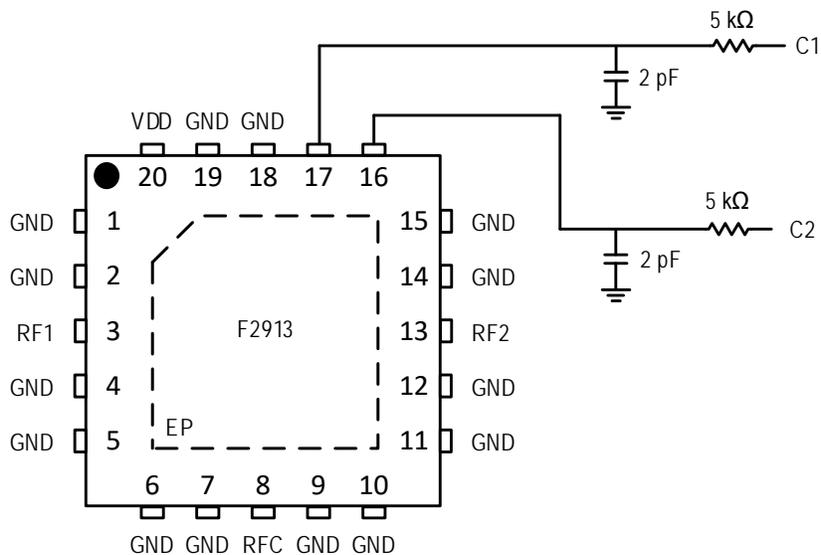 5 kΩ
C1
2 pF
VDD GND GND
20 19 18 17 16
5 kΩ
C2
2 pF
GND 1 15 GND
GND 2 14 GND
RF1 3 F2913 13 RF2
GND 4 12 GND
EP
GND 5 11 GND
6 7 8 9 10
GND GND RFC GND GND